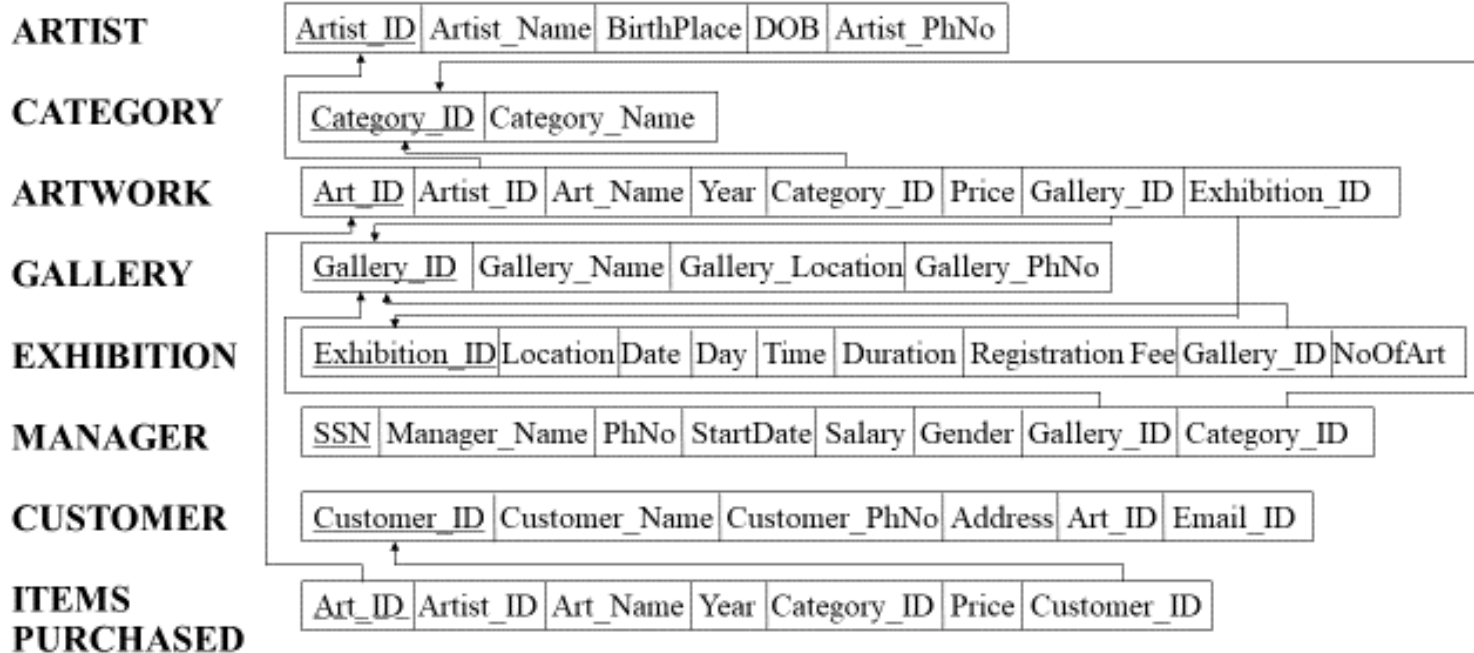 ARTIST Artist_ID Artist_Name BirthPlace DOB Artist_PhNo
CATEGORY Category_ID Category_Name
ARTWORK Art_ID Artist_ID Art_Name Year Category_ID Price Gallery_ID Exhibition_ID
GALLERY Gallery_ID Gallery_Name Gallery_Location Gallery_PhNo
EXHIBITION Exhibition_ID Location Date Day Time Duration Registration Fee Gallery_ID NoOfArt
MANAGER SSN Manager_Name PhNo StartDate Salary Gender Gallery_ID Category_ID
CUSTOMER Customer_ID Customer_Name Customer_PhNo Address Art_ID Email_ID
ITEMS PURCHASED Art_ID Artist_ID Art_Name Year Category_ID Price Customer_ID